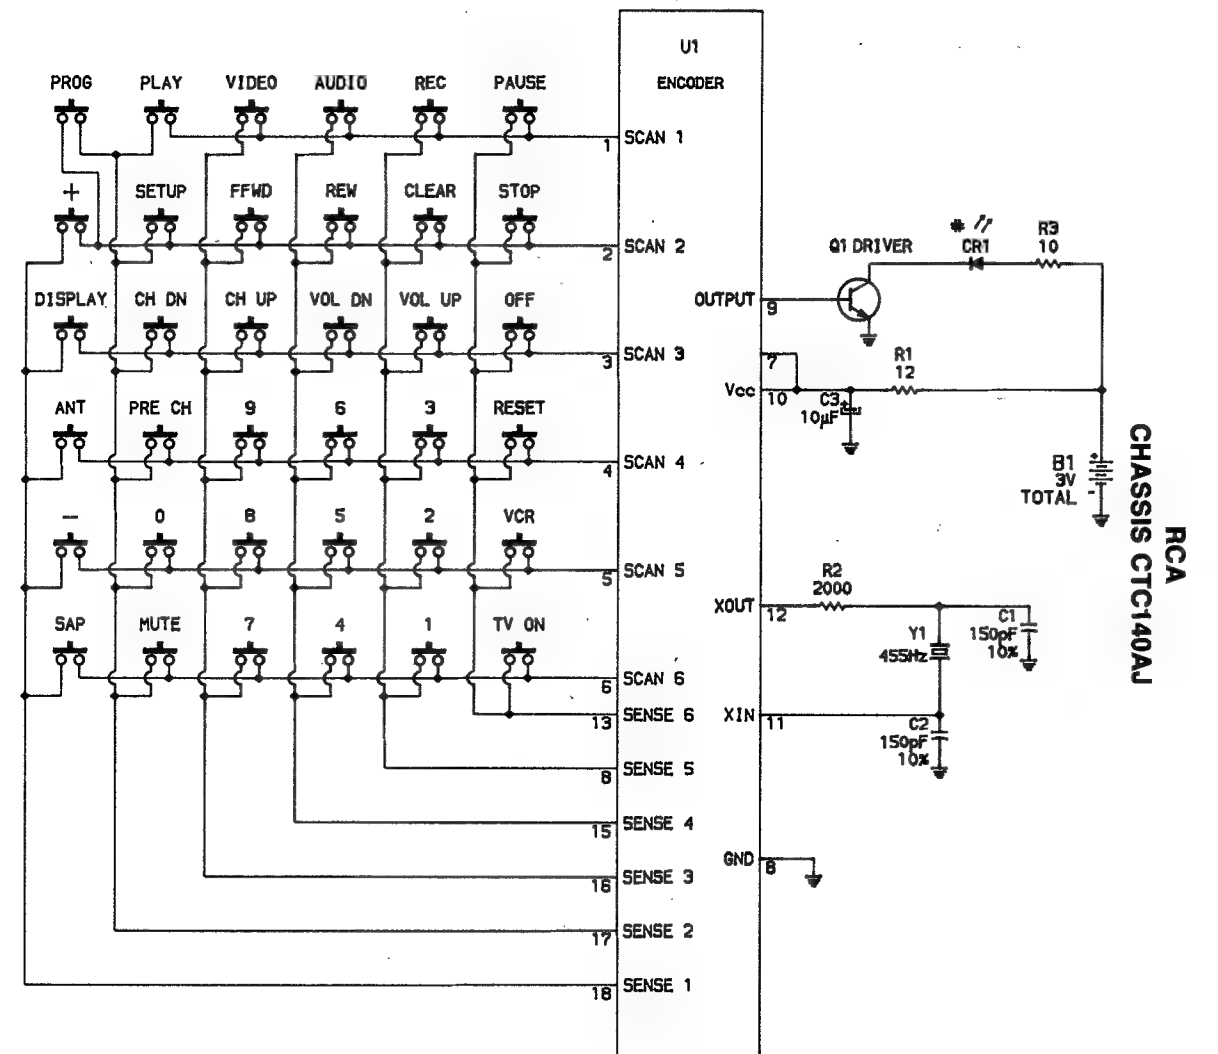 U1
ENCODER
PROG PLAY VIDEO AUDIO REC PAUSE
1 SCAN 1
+ SETUP FFWD REW CLEAR STOP
2 SCAN 2
DISPLAY CH DN CH UP VOL DN VOL UP OFF
3 SCAN 3
ANT PRE CH 9 6 3 RESET
4 SCAN 4
- 0 8 5 2 VCR
5 SCAN 5
SAP MUTE 7 4 1 TV ON
6 SCAN 6
13 SENSE 6
8 SENSE 5
15 SENSE 4
16 SENSE 3
17 SENSE 2
18 SENSE 1
OUTPUT 9
Q1 DRIVER
*
CR1
R3
10
7
Vcc 10
C3
+
10µF
R1
12
B1
3V
TOTAL
+
-
XOUT 12
R2
2000
Y1
455Hz
C1
150pF
10%
XIN 11
C2
150pF
10%
GND 8
RCA
CHASSIS CTC140AJ